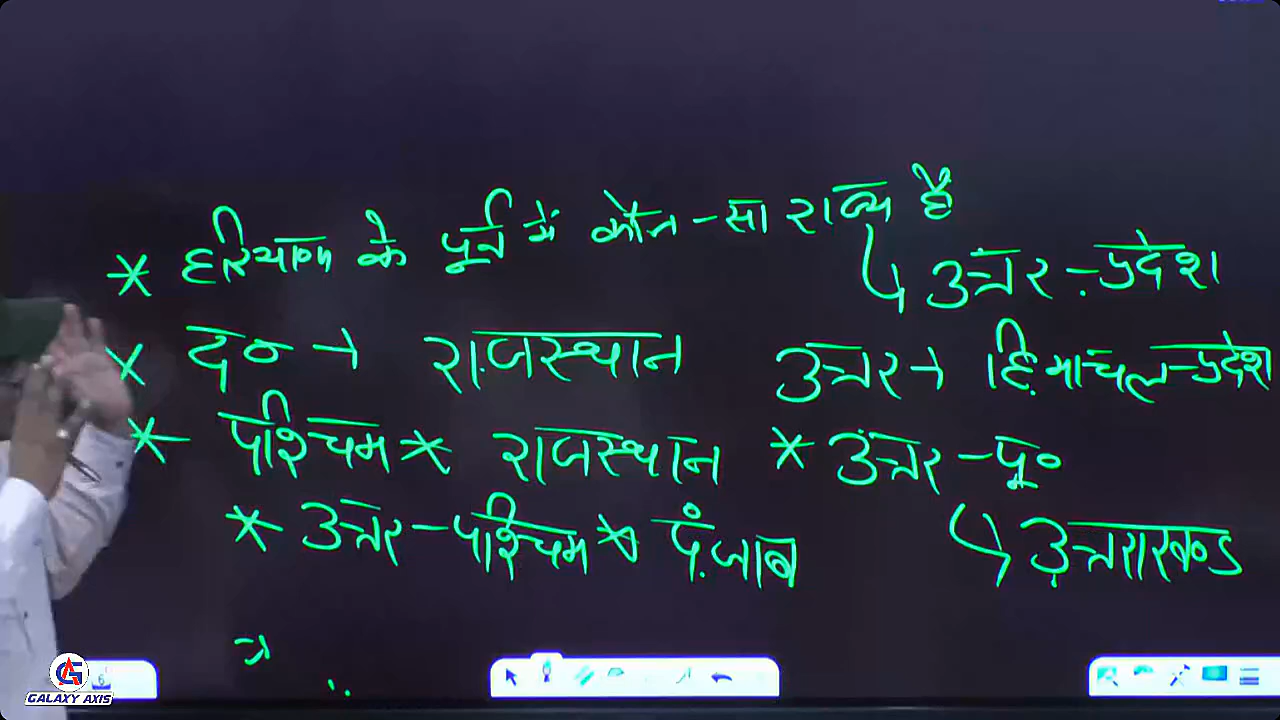 * हरियाणा के पूर्व में कौन-सा राज्य है
↳ उत्तर-प्रदेश
* द० → राजस्थान उत्तर → हिमाचल-प्रदेश
* पश्चिम * राजस्थान * उत्तर-पू०
* उत्तर-पश्चिम * पंजाब ↳ उत्तराखण्ड
GALAXY AXIS